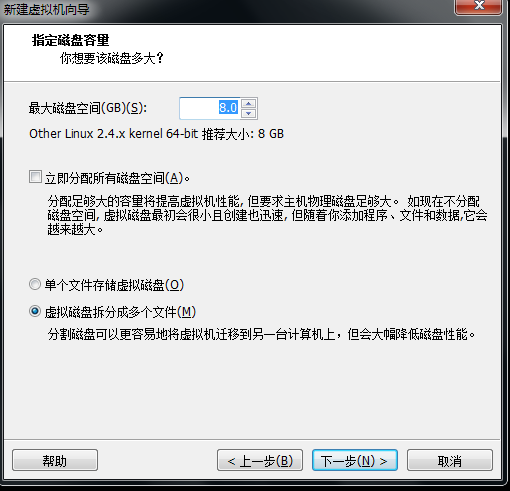 新建虚拟机向导
指定磁盘容量
你想要该磁盘多大?
最大磁盘空间(GB)(S): 8.0
Other Linux 2.4.x kernel 64-bit 推荐大小: 8 GB
立即分配所有磁盘空间(A)。
分配足够大的容量将提高虚拟机性能, 但要求主机物理磁盘足够大。 如现在不分配
磁盘空间, 虚拟磁盘最初会很小且创建也迅速, 但随着你添加程序、文件和数据,它会
越来越大。
单个文件存储虚拟磁盘(O)
虚拟磁盘拆分成多个文件(M)
分割磁盘可以更容易地将虚拟机迁移到另一台计算机上，但会大幅降低磁盘性能。
帮助 < 上一步(B) 下一步(N) > 取消